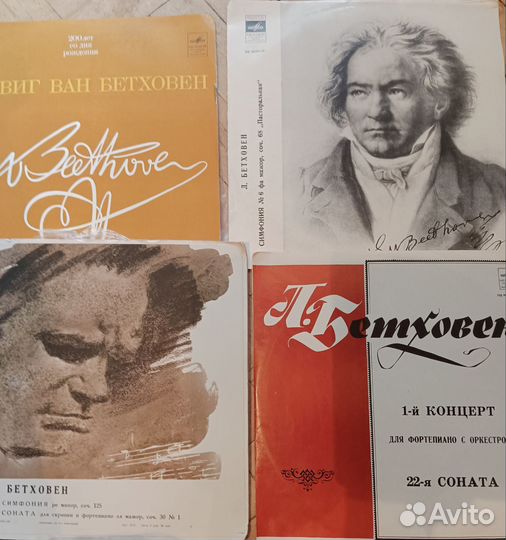 200 лет
со дня
рождения
ВИГ ВАН БЕТХОВЕН
Beethoven
Л. БЕТХОВЕН
СИМФОНИЯ № 6 фа мажор, соч. 68 „Пасторальная"
Beethoven
БЕТХОВЕН
СИМФОНИЯ ре минор, соч. 125
СОНАТА для скрипки и фортепиано ля мажор, соч. 30 № 1
Л. Бетховен
1-й КОНЦЕРТ
ДЛЯ ФОРТЕПИАНО С ОРКЕСТРО
22-я СОНАТА
Avito